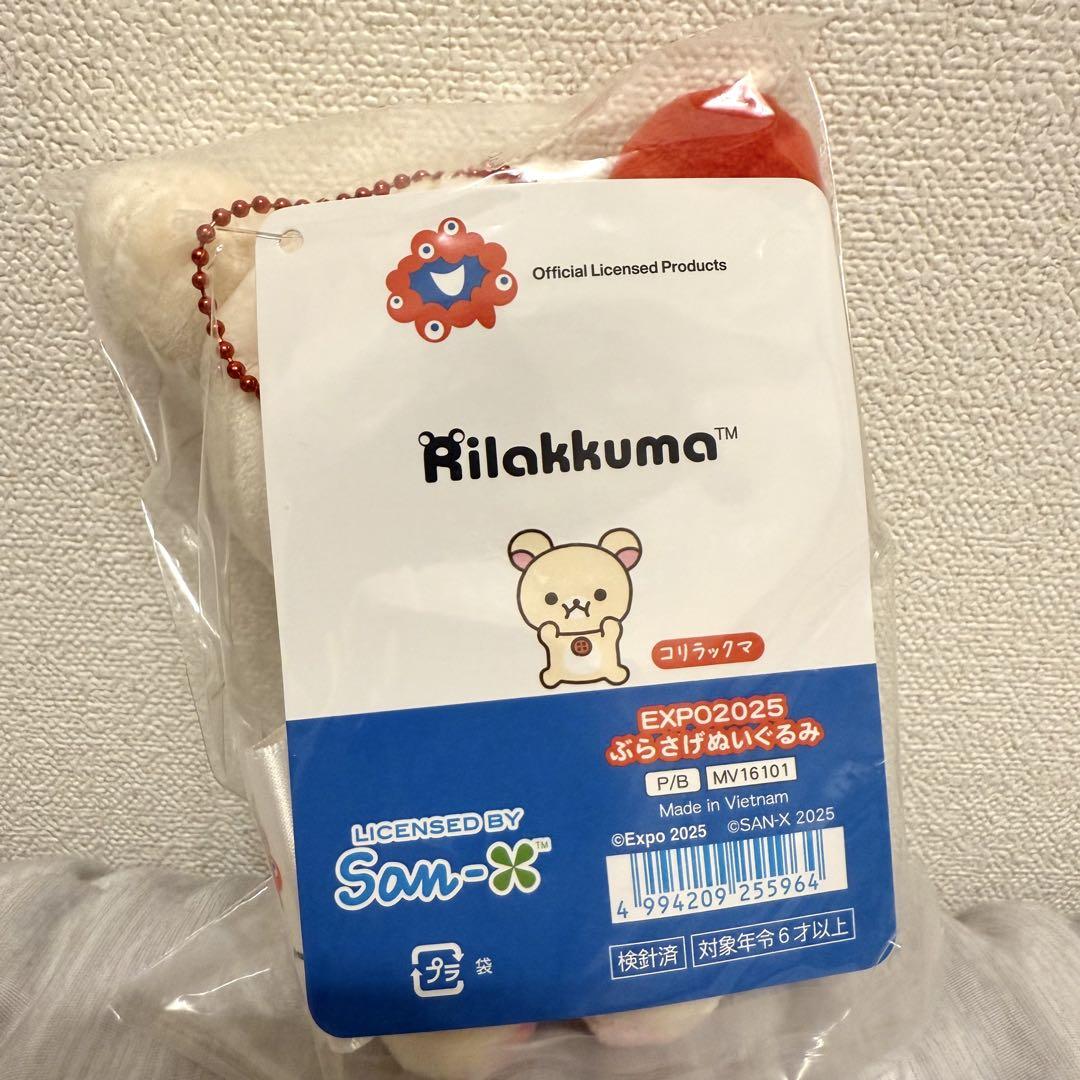 Official Licensed Products
Rilakkuma™
コリラックマ
EXPO2025
ぶらさげぬいぐるみ
P/B MV16101
Made in Vietnam
©Expo 2025 ©SAN-X 2025
4 994209 255964
LICENSED BY
San-X™
プラ 袋
検針済 対象年令6才以上